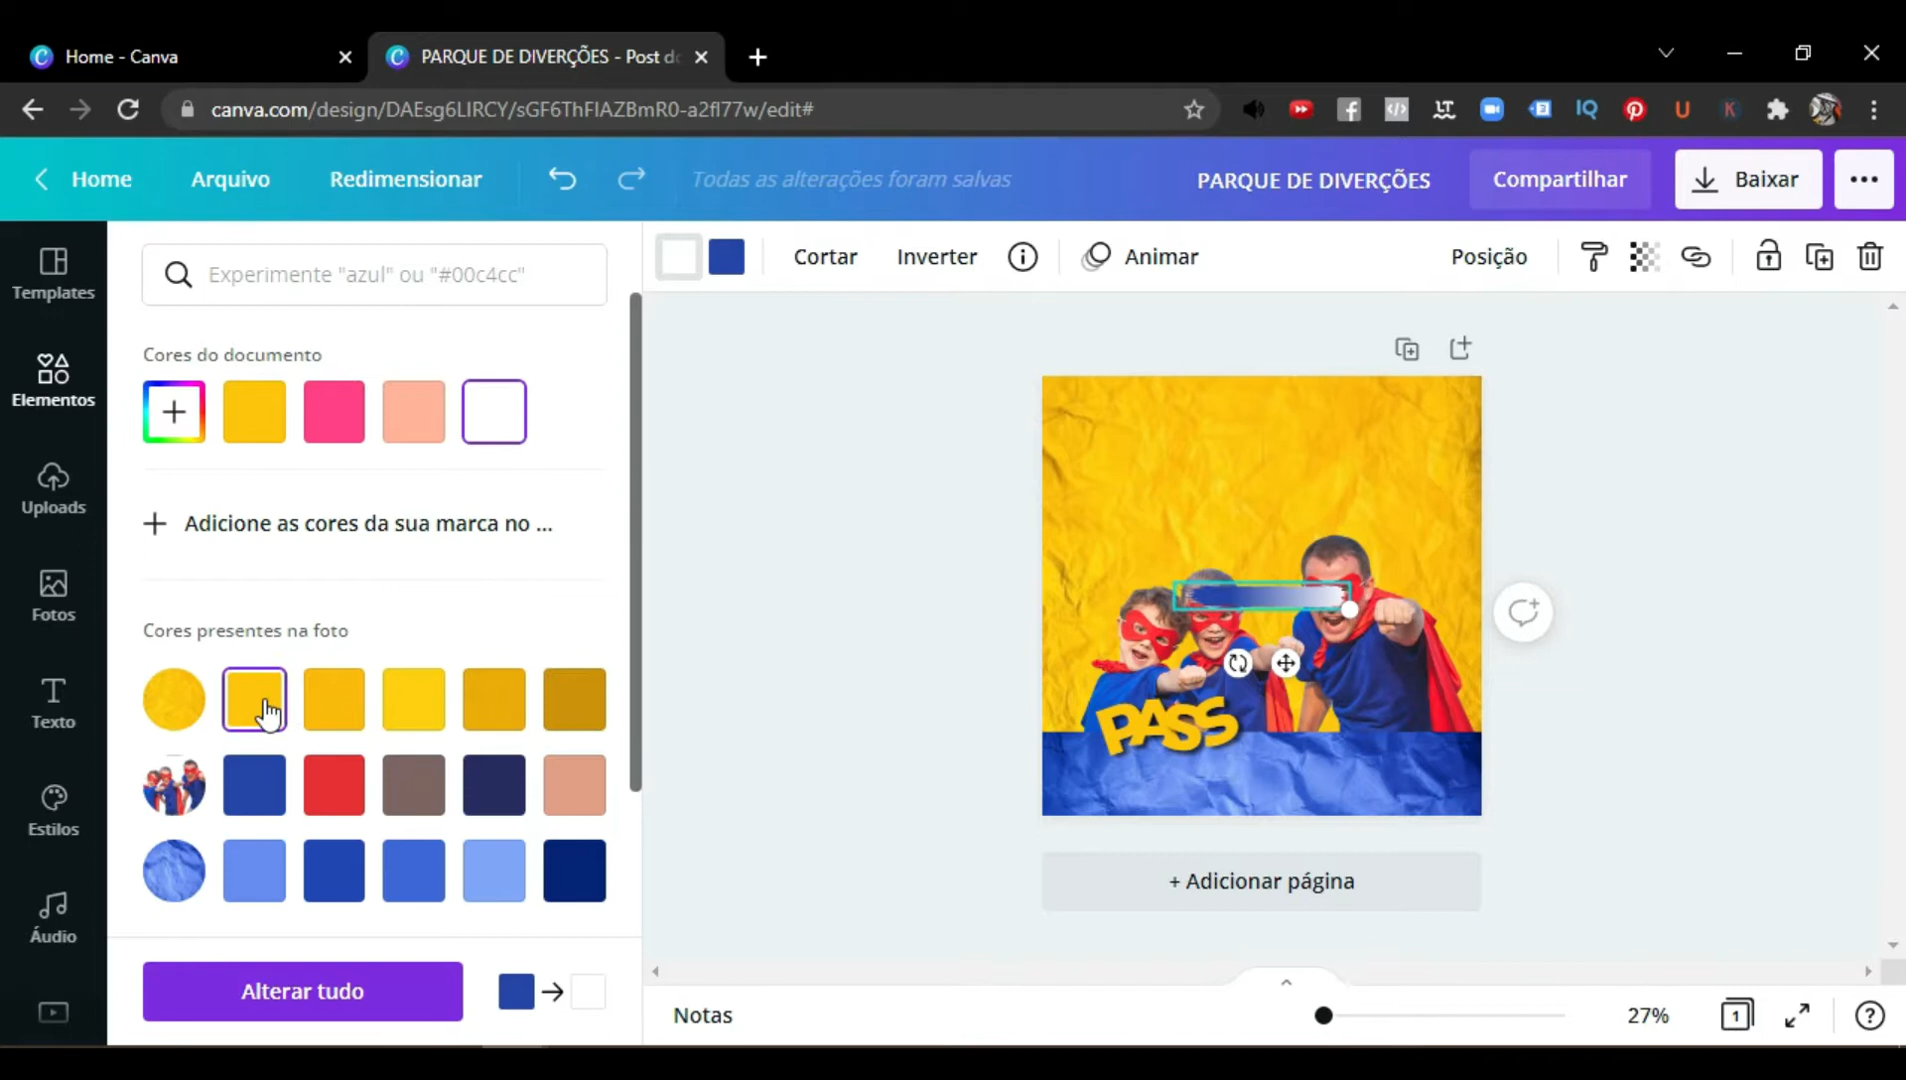 Home - Canva
PARQUE DE DIVERÇÕES - Post do
canva.com/design/DAEsg6LIRCY/sGF6ThFIAZBmR0-a2fl77w/edit#
Home
Arquivo
Redimensionar
Todas as alterações foram salvas
PARQUE DE DIVERÇÕES
Compartilhar
Baixar
Templates
Elementos
Uploads
Fotos
Texto
Estilos
Áudio
Experimente "azul" ou "#00c4cc"
Cores do documento
+ Adicione as cores da sua marca no ...
Cores presentes na foto
Alterar tudo
Cortar
Inverter
Animar
Posição
PASS
+ Adicionar página
Notas
27%
1